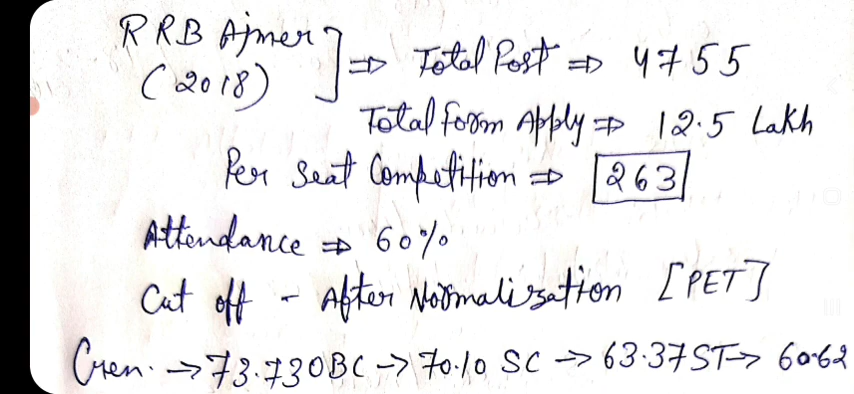 RRB Ajmer ] ⇒ Total Post ⇒ 4755
(2018)
Total form Apply ⇒ 12.5 Lakh
Per Seat Competition ⇒ 263
Attendance ⇒ 60%
Cut off - After Normalization [PET]
Gen. → 73.73 OBC → 70.10 SC → 63.37 ST → 60.62